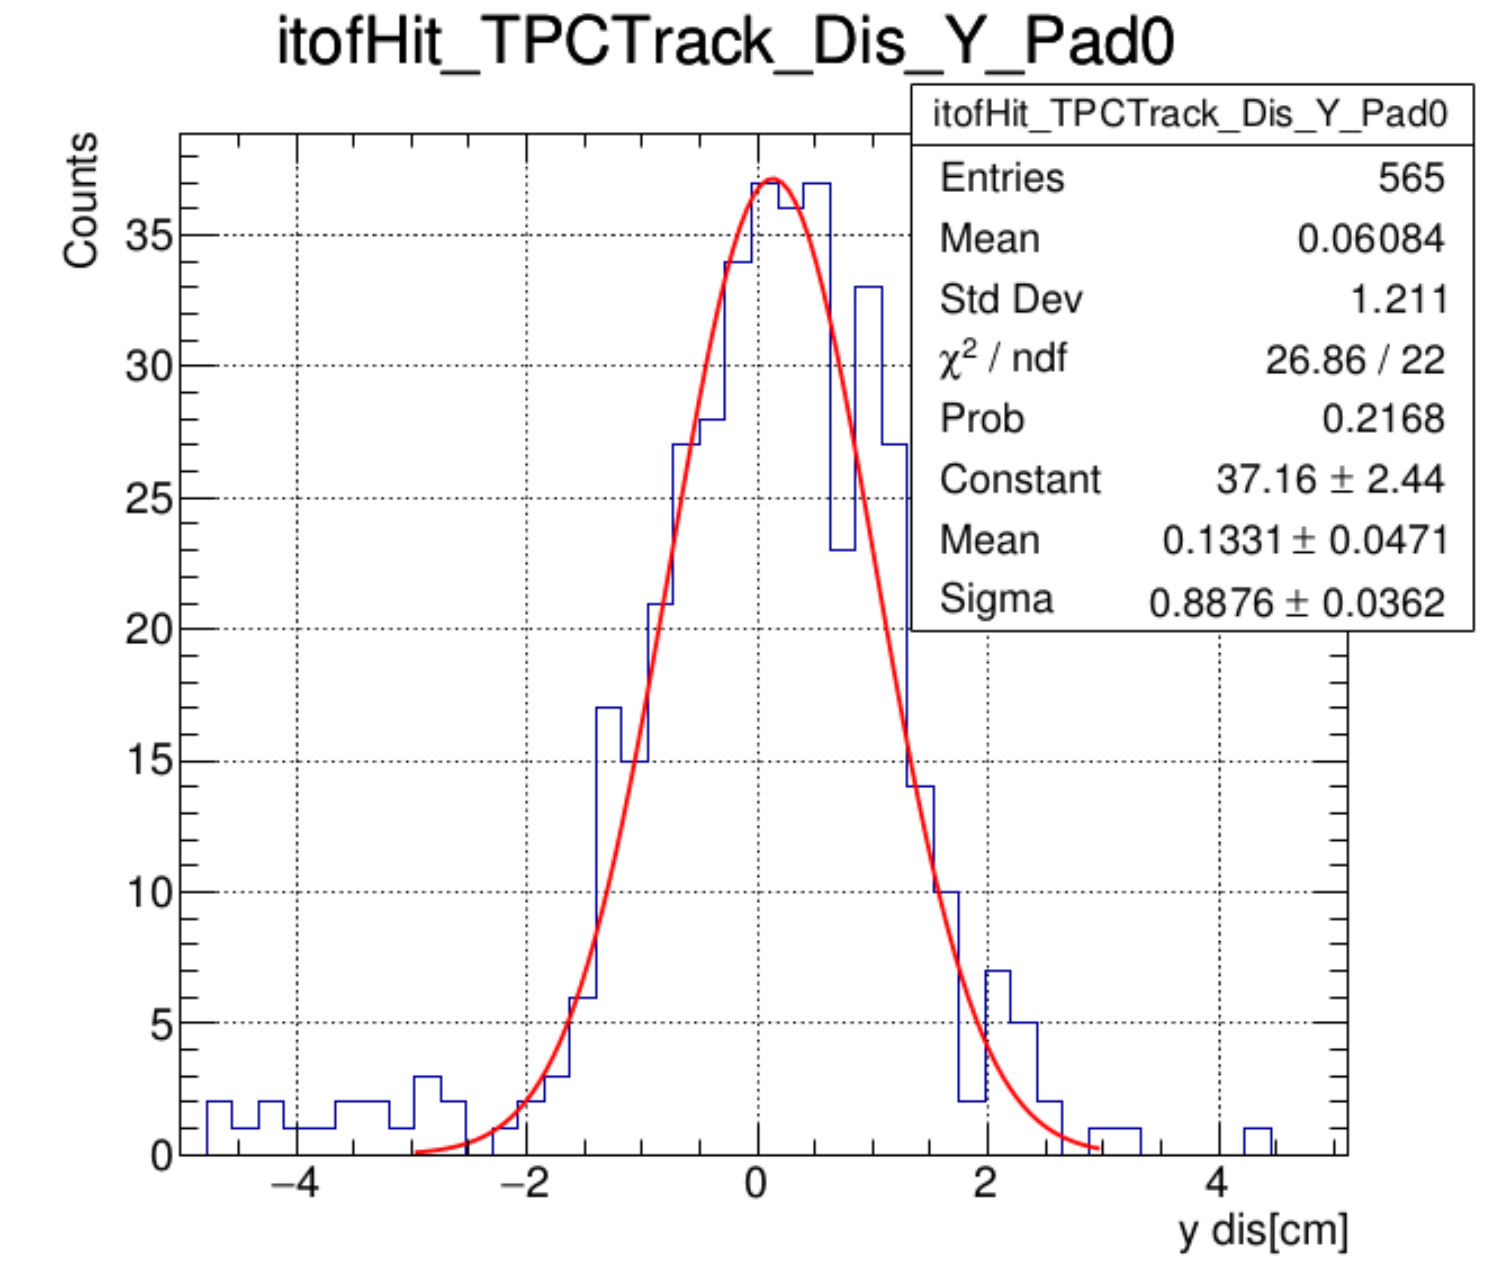 itofHit_TPCTrack_Dis_Y_Pad0
itofHit_TPCTrack_Dis_Y_Pad0
Entries 565
Mean 0.06084
Std Dev 1.211
χ² / ndf 26.86 / 22
Prob 0.2168
Constant 37.16 ± 2.44
Mean 0.1331 ± 0.0471
Sigma 0.8876 ± 0.0362
Counts
35
30
25
20
15
10
5
0
−4 −2 0 2 4
y dis[cm]